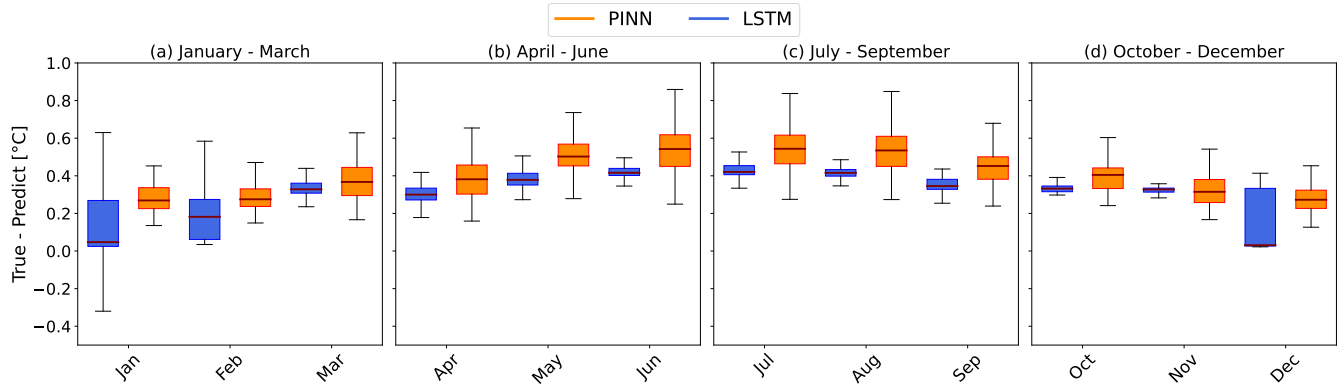 PINN LSTM
(a) January - March (b) April - June (c) July - September (d) October - December
True - Predict [°C]
1.0
0.8
0.6
0.4
0.2
0.0
−0.2
−0.4
Jan Feb Mar Apr May Jun Jul Aug Sep Oct Nov Dec